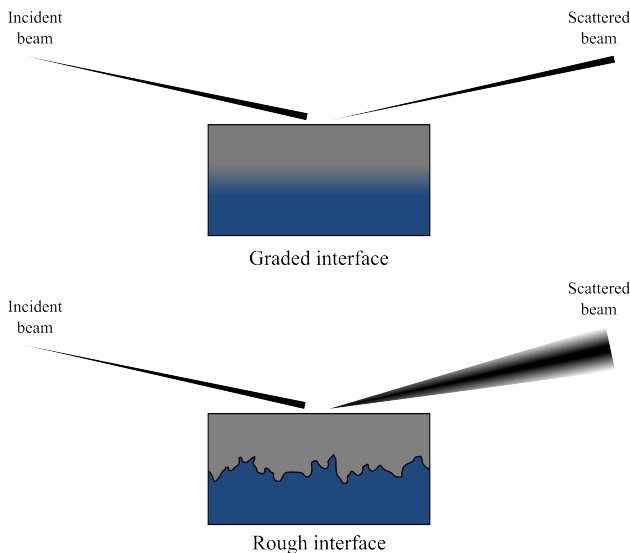 Incident
beam
Scattered
beam
Graded interface
Incident
beam
Scattered
beam
Rough interface